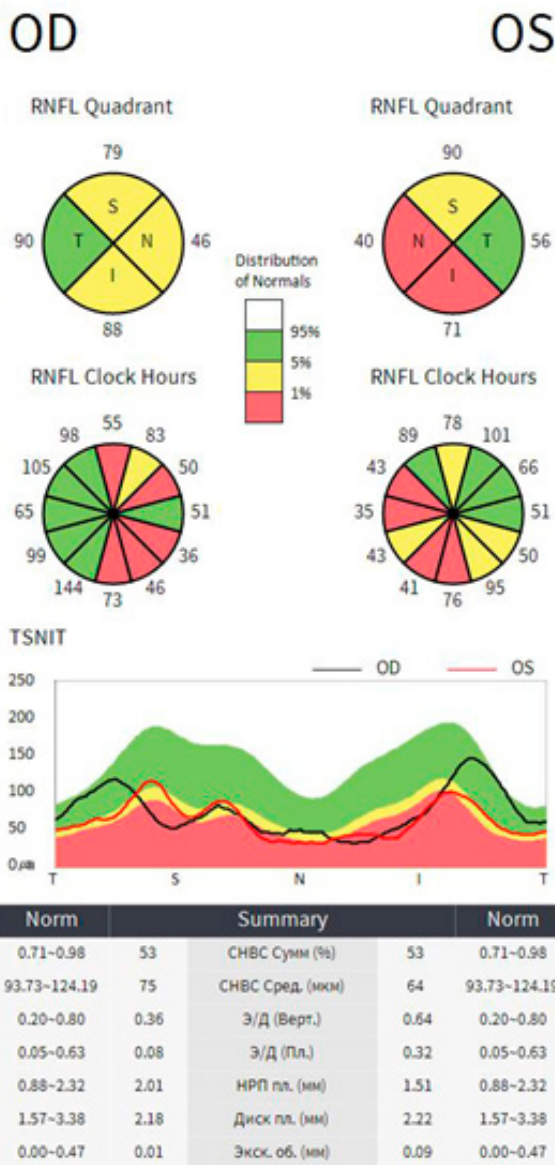 OD OS
RNFL Quadrant RNFL Quadrant
79 90
S S
90 T N 46 40 N T 56
I I
88 71
Distribution
of Normals
95%
5%
1%
RNFL Clock Hours RNFL Clock Hours
55 78
98 83 89 101
105 50 43 66
65 51 35 51
99 36 43 50
144 46 41 95
73 76
TSNIT
OD OS
250
200
150
100
50
0
T S N I T
Norm Summary Norm
0.71~0.98 53 СНВС Сумм (%) 53 0.71~0.98
93.73~124.19 75 СНВС Сред. (мкм) 64 93.73~124.19
0.20~0.80 0.36 Э/Д (Верт.) 0.64 0.20~0.80
0.05~0.63 0.08 Э/Д (Пл.) 0.32 0.05~0.63
0.88~2.32 2.01 НРП пл. (мм) 1.51 0.88~2.32
1.57~3.38 2.18 Диск пл. (мм) 2.22 1.57~3.38
0.00~0.47 0.01 Экск. об. (мм) 0.09 0.00~0.47